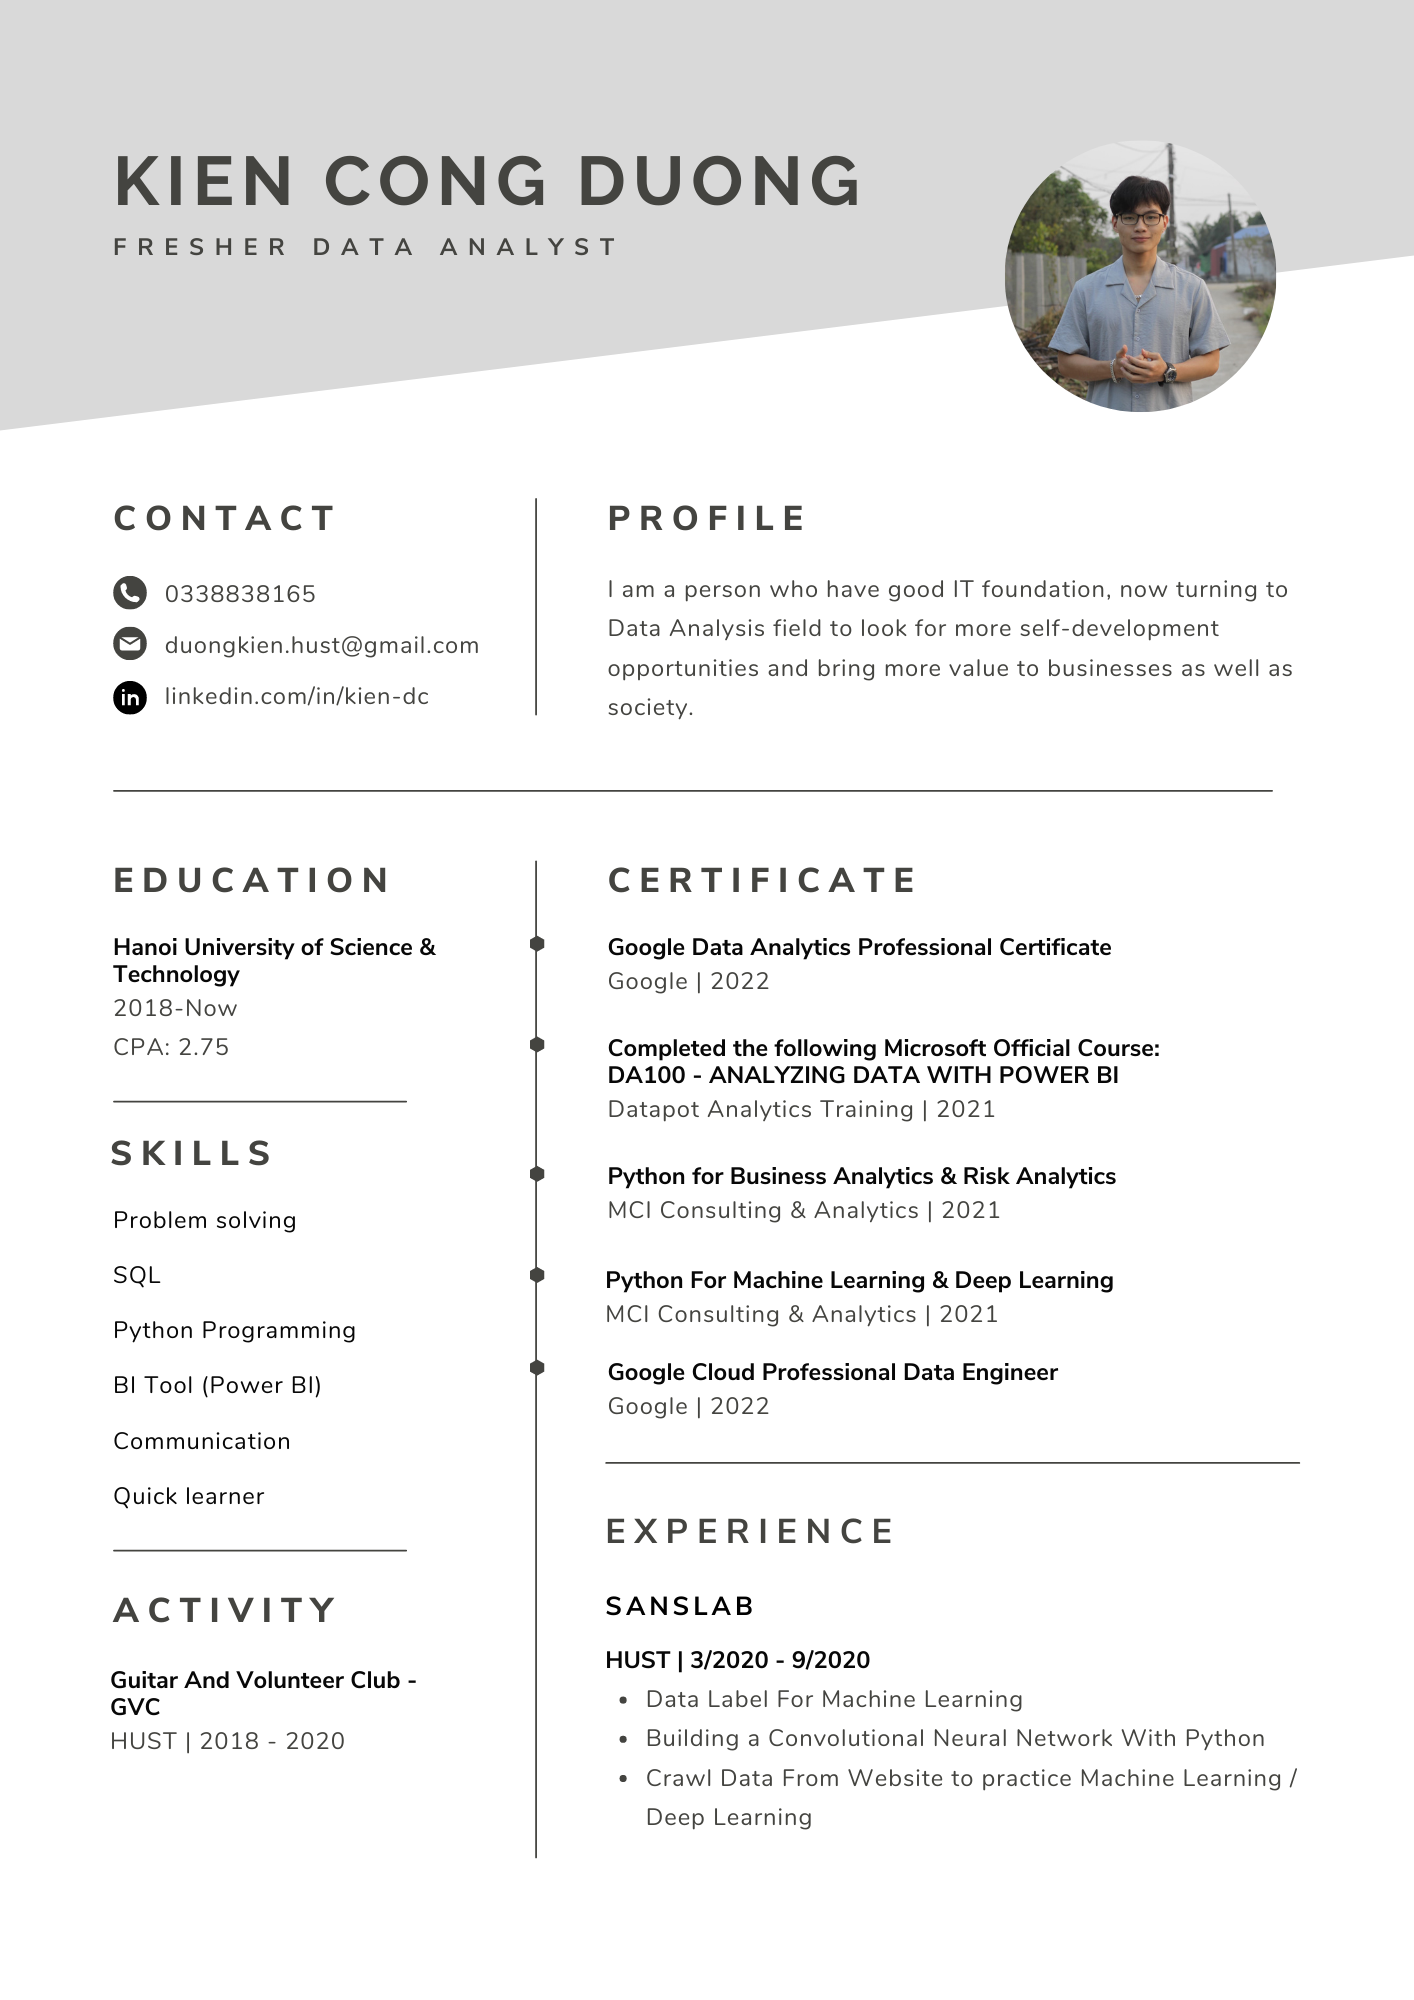 KIEN CONG DUONG
FRESHER DATA ANALYST
CONTACT
0338838165
duongkien.hust@gmail.com
linkedin.com/in/kien-dc
PROFILE
I am a person who have good IT foundation, now turning to
Data Analysis field to look for more self-development
opportunities and bring more value to businesses as well as
society.
EDUCATION
Hanoi University of Science &
Technology
2018-Now
CPA: 2.75
SKILLS
Problem solving
SQL
Python Programming
BI Tool (Power BI)
Communication
Quick learner
ACTIVITY
Guitar And Volunteer Club -
GVC
HUST | 2018 - 2020
CERTIFICATE
Google Data Analytics Professional Certificate
Google | 2022
Completed the following Microsoft Official Course:
DA100 - ANALYZING DATA WITH POWER BI
Datapot Analytics Training | 2021
Python for Business Analytics & Risk Analytics
MCI Consulting & Analytics | 2021
Python For Machine Learning & Deep Learning
MCI Consulting & Analytics | 2021
Google Cloud Professional Data Engineer
Google | 2022
EXPERIENCE
SANSLAB
HUST | 3/2020 - 9/2020
• Data Label For Machine Learning
• Building a Convolutional Neural Network With Python
• Crawl Data From Website to practice Machine Learning /
Deep Learning